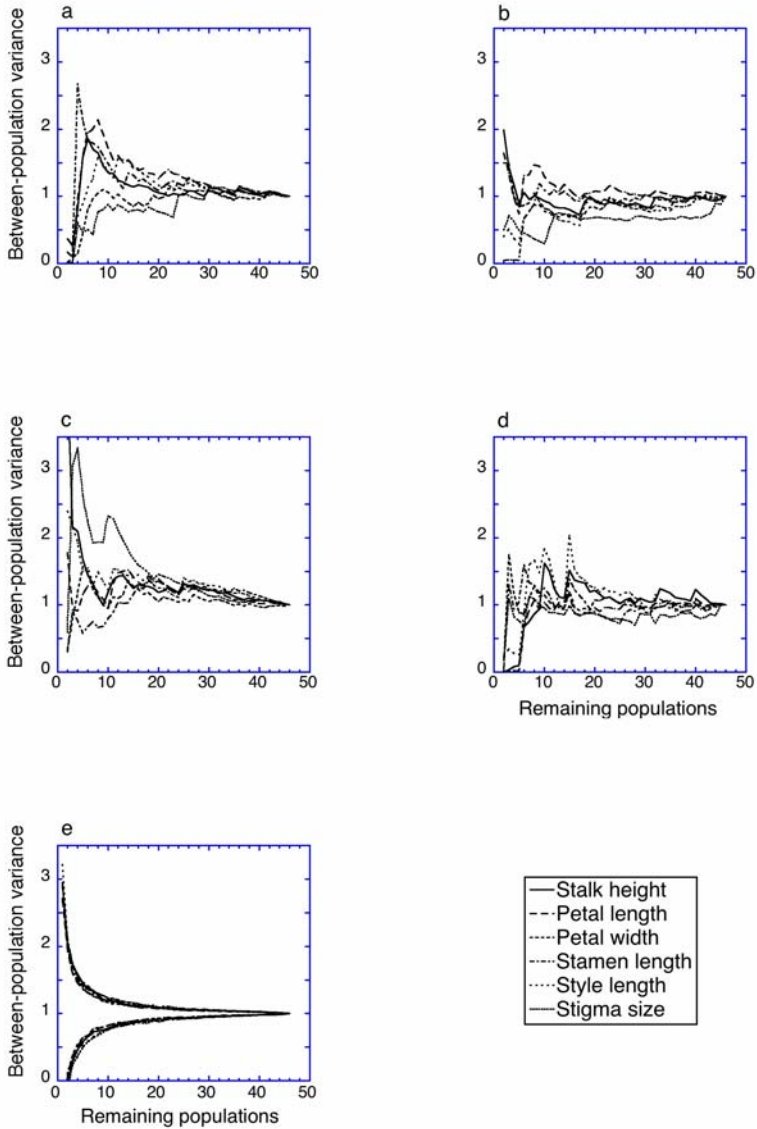 a
Between-population variance
3
2
1
0
0 10 20 30 40 50
b
3
2
1
0
0 10 20 30 40 50
c
Between-population variance
3
2
1
0
0 10 20 30 40 50
d
3
2
1
0
0 10 20 30 40 50
Remaining populations
e
Between-population variance
3
2
1
0
0 10 20 30 40 50
Remaining populations
Stalk height
Petal length
Petal width
Stamen length
Style length
Stigma size